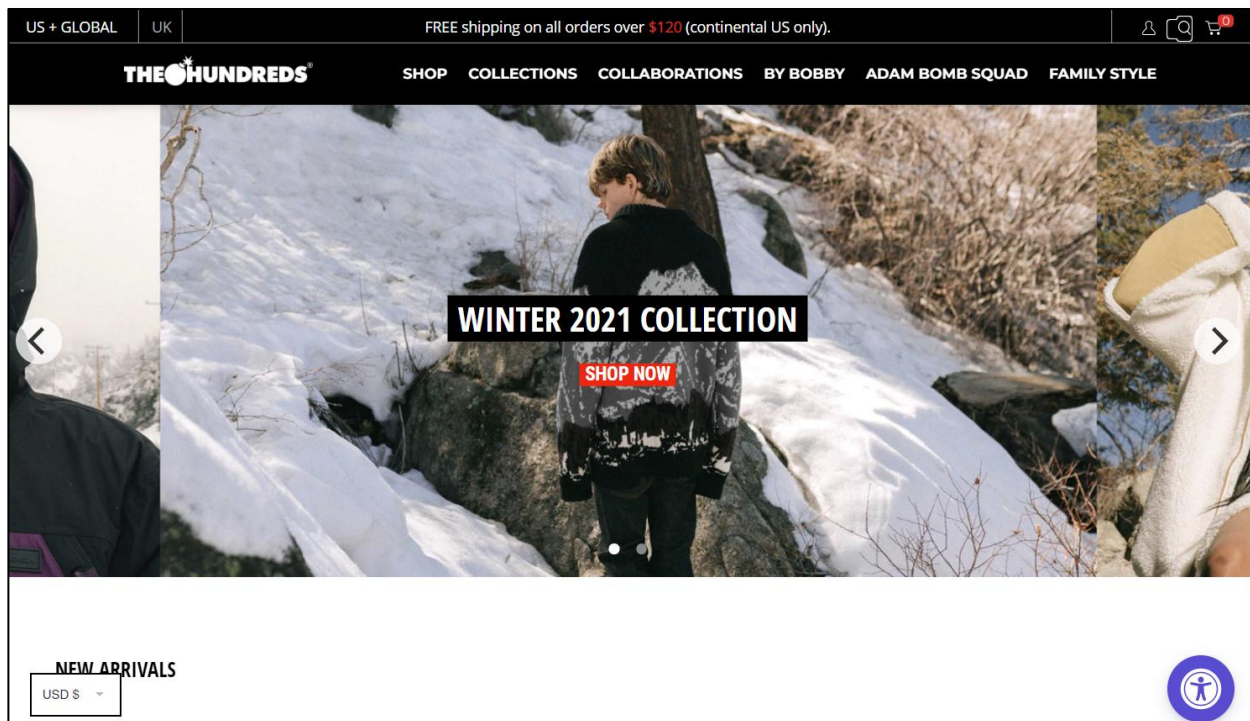 US + GLOBAL UK FREE shipping on all orders over $120 (continental US only). 0
THE HUNDREDS® SHOP COLLECTIONS COLLABORATIONS BY BOBBY ADAM BOMB SQUAD FAMILY STYLE
WINTER 2021 COLLECTION
SHOP NOW
NEW ARRIVALS
USD $